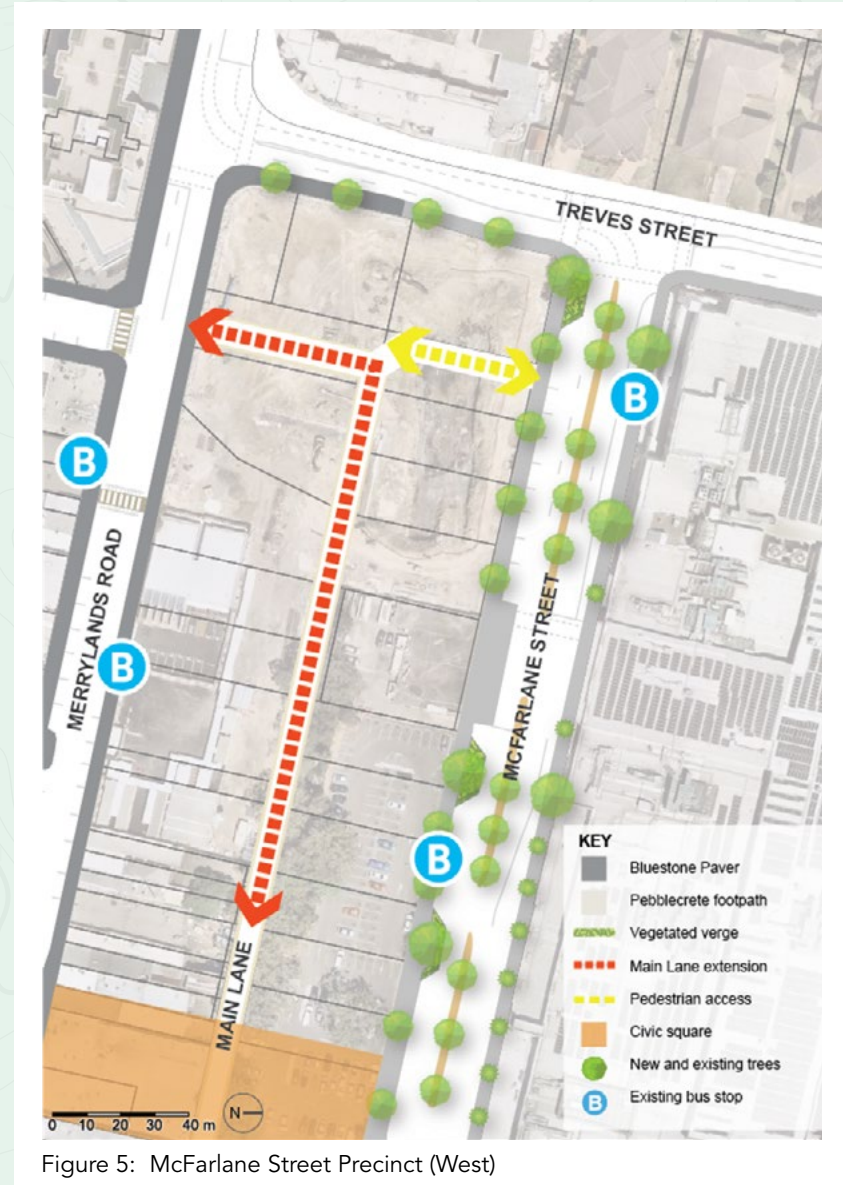 TREVES STREET
B
B
MERRYLANDS ROAD
B
MCFARLANE STREET
B
MAIN LANE
KEY
Bluestone Paver
Pebblecrete footpath
Vegetated verge
Main Lane extension
Pedestrian access
Civic square
New and existing trees
B Existing bus stop
0 10 20 30 40 m
N
Figure 5: McFarlane Street Precinct (West)